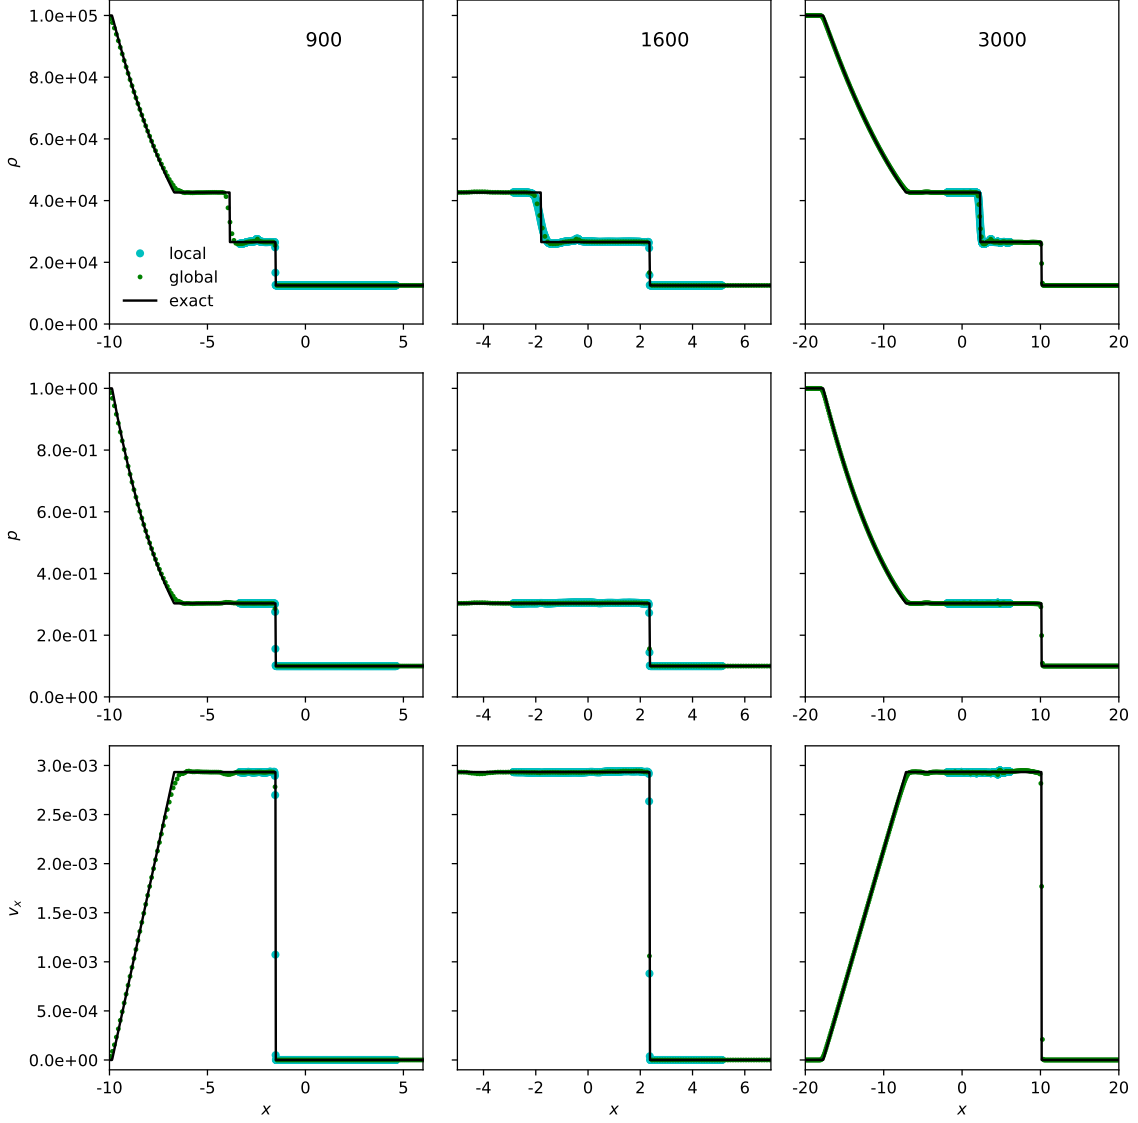 900
1600
3000
1.0e+05
8.0e+04
6.0e+04
4.0e+04
2.0e+04
0.0e+00
ρ
local
global
exact
-10 -5 0 5
-4 -2 0 2 4 6
-20 -10 0 10 20
1.0e+00
8.0e-01
6.0e-01
4.0e-01
2.0e-01
0.0e+00
p
-10 -5 0 5
-4 -2 0 2 4 6
-20 -10 0 10 20
3.0e-03
2.5e-03
2.0e-03
1.5e-03
1.0e-03
5.0e-04
0.0e+00
vₓ
-10 -5 0 5
-4 -2 0 2 4 6
-20 -10 0 10 20
x x x